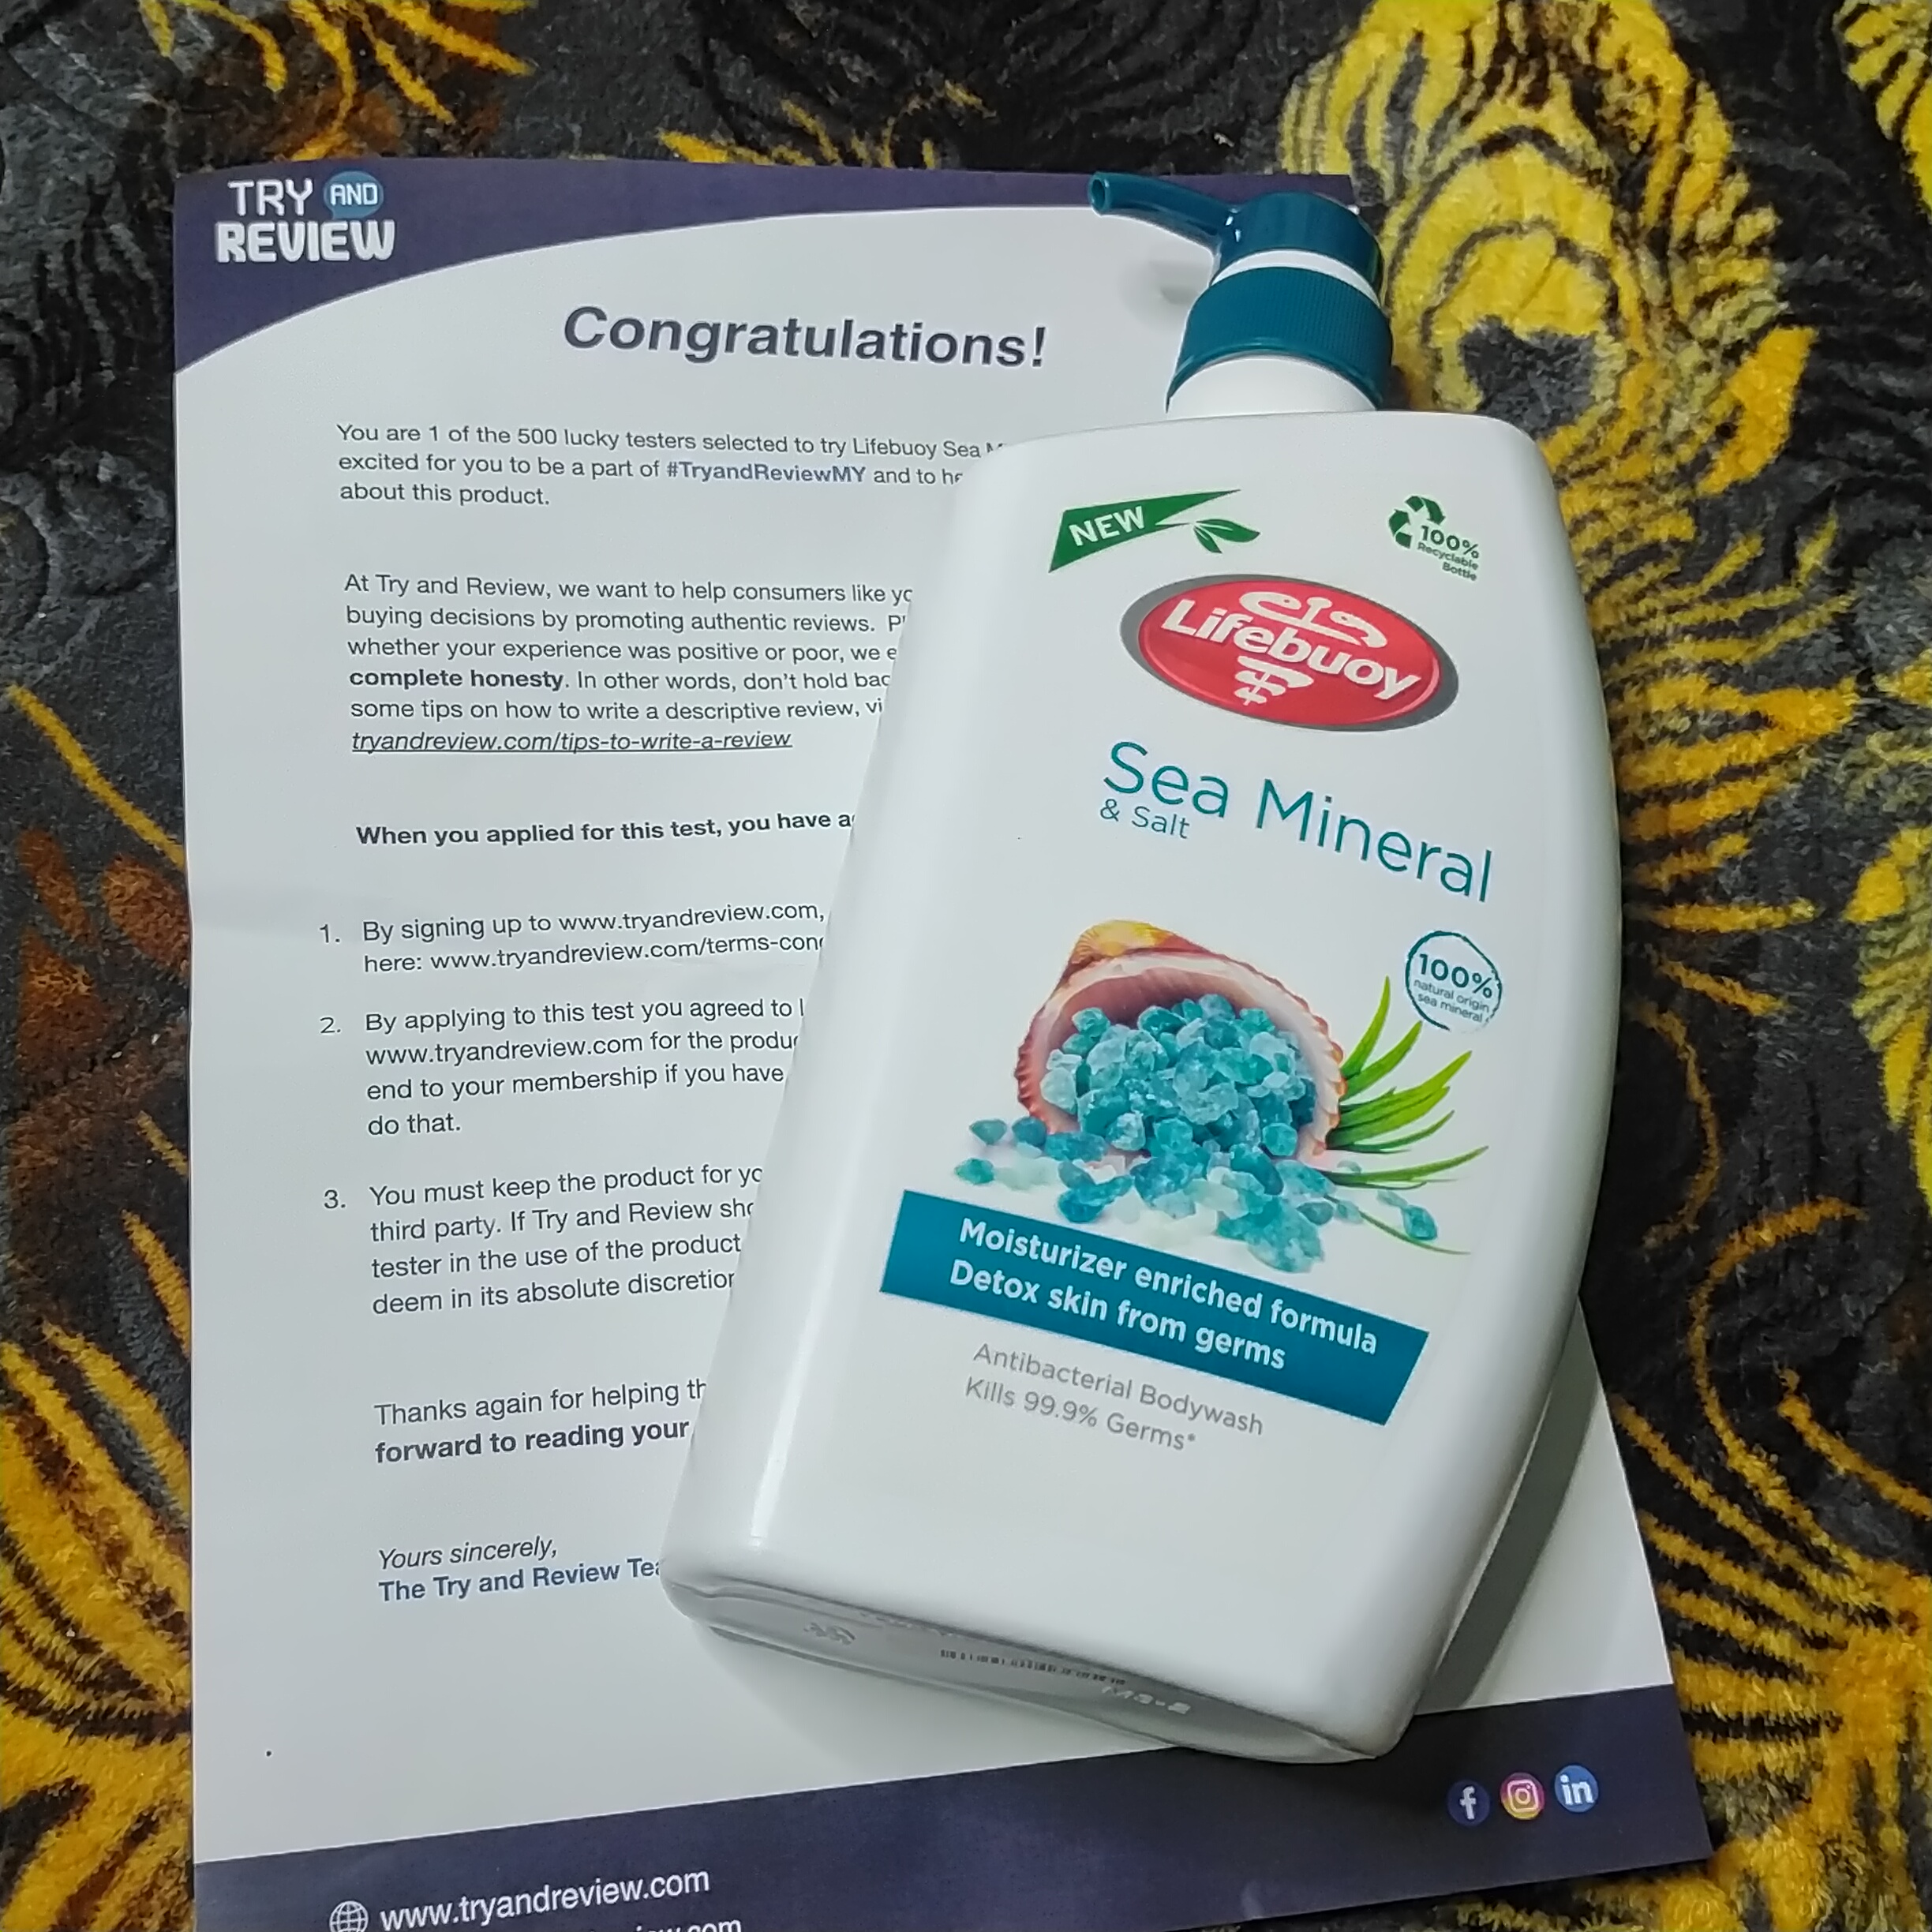 TRY AND
REVIEW
Congratulations!
You are 1 of the 500 lucky testers selected to try Lifebuoy Sea
excited for you to be a part of #TryandReviewMY and to
about this product.
At Try and Review, we want to help consumers like
buying decisions by promoting authentic reviews.
whether your experience was positive or poor, we
complete honesty. In other words, don't hold
some tips on how to write a descriptive review,
tryandreview.com/tips-to-write-a-review
When you applied for this test, you have
1. By signing up to www.tryandreview.com,
here:
2. By applying to this test you agreed to
www.tryandreview.com for the
end to your membership if you have
do that.
3. You must keep the product for
third party. If Try and Review
tester in the use of the product
deem in its absolute
Thanks again for helping
forward to reading your
Yours sincerely,
The Try and Review
www.tryandreview.com
NEW
100%
Recyclable
Bottle
Lifebuoy
Sea Mineral
& Salt
100%
natural origin
sea mineral
Moisturizer enriched formula
Detox skin from germs
Antibacterial Bodywash
Kills 99.9% Germs*
f
in